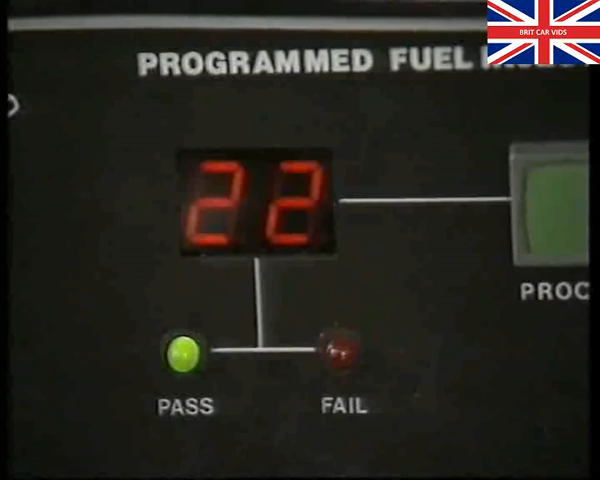 BRIT CAR VIDS
PROGRAMMED FUEL
22
PROC
PASS FAIL